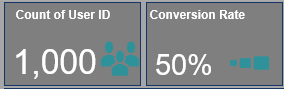 Count of User ID
1,000
Conversion Rate
50%